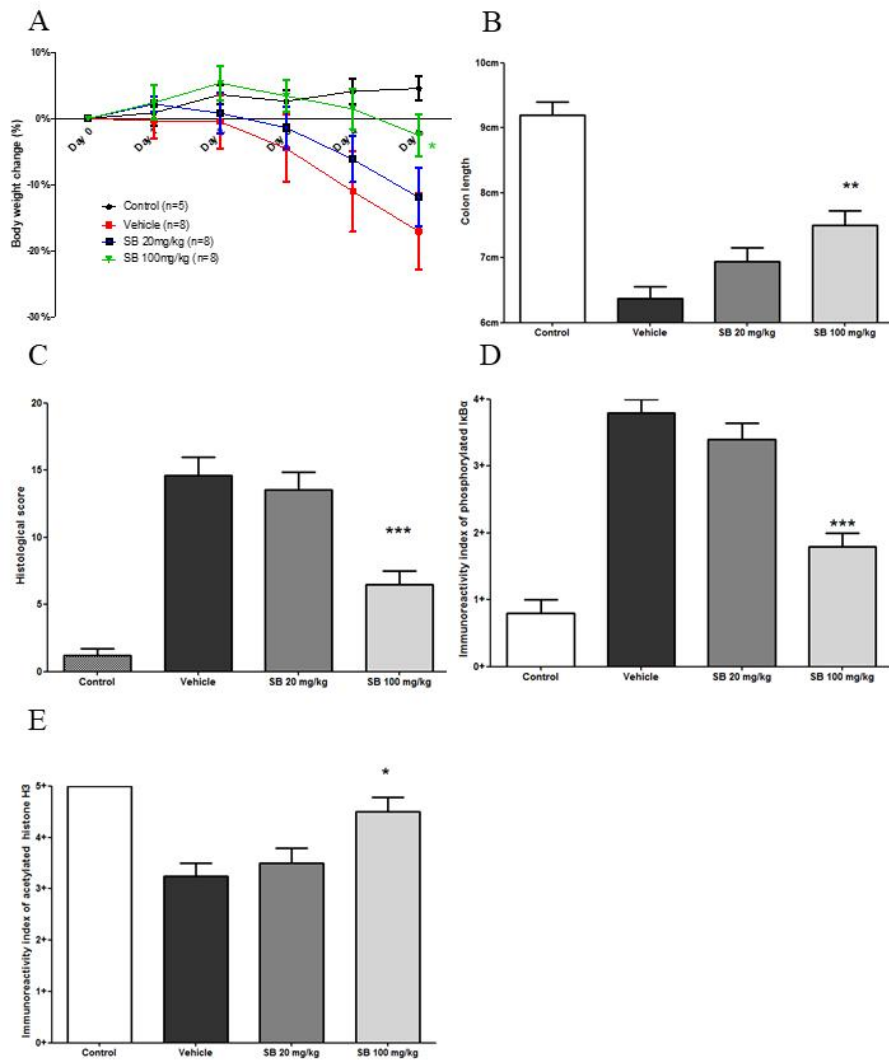 A
10%
0%
-10%
-20%
-30%
Body weight change (%)
Day 0
Day
Day
Day
Day
Day
*
Control (n=5)
Vehicle (n=8)
SB 20mg/kg (n=8)
SB 100mg/kg (n=8)
B
10cm
9cm
8cm
7cm
6cm
Colon length
**
Control
Vehicle
SB 20 mg/kg
SB 100 mg/kg
C
20
15
10
5
0
Histological score
***
Control
Vehicle
SB 20 mg/kg
SB 100 mg/kg
D
4+
3+
2+
1+
0+
Immunoreactivity index of phosphorylated IκBα
***
Control
Vehicle
SB 20 mg/kg
SB 100 mg/kg
E
5+
4+
3+
2+
1+
0+
Immunoreactivity index of acetylated histone H3
*
Control
Vehicle
SB 20 mg/kg
SB 100 mg/kg